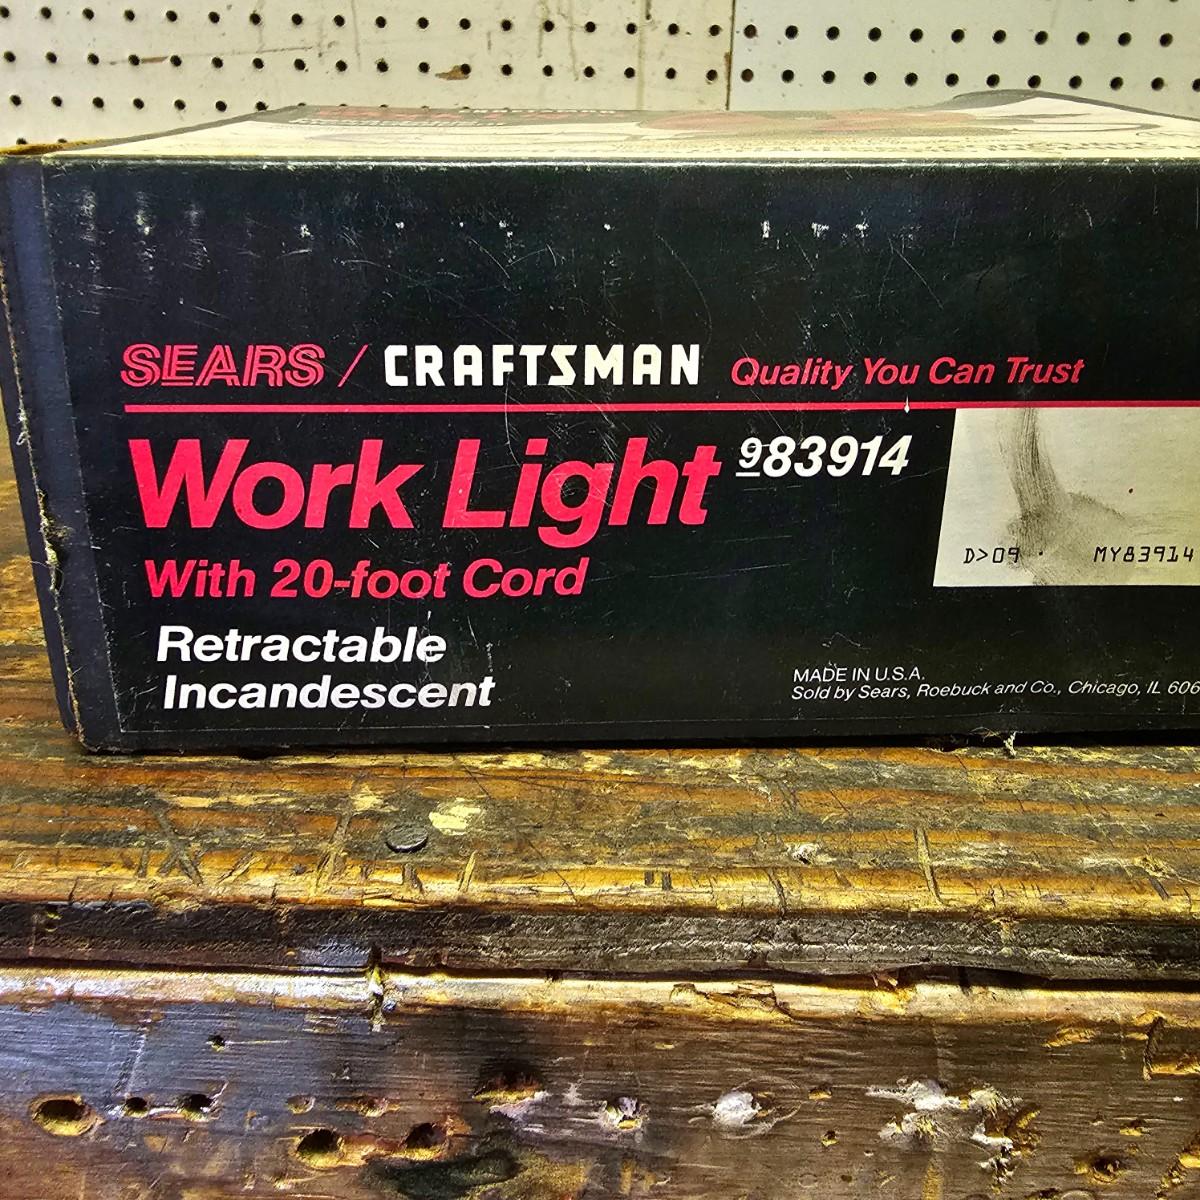 SEARS / CRAFTSMAN Quality You Can Trust
Work Light 983914
With 20-foot Cord
Retractable
Incandescent
D>09 MY83914
MADE IN U.S.A.
Sold by Sears, Roebuck and Co., Chicago, IL 606